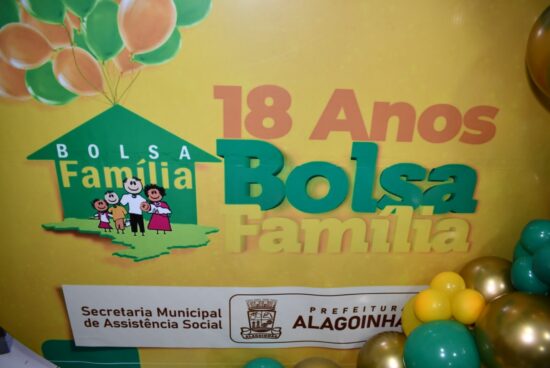 18 Anos
Bolsa
Família
BOLSA
Família
Secretaria Municipal
de Assistência Social
PREFEITURA
ALAGOINHA